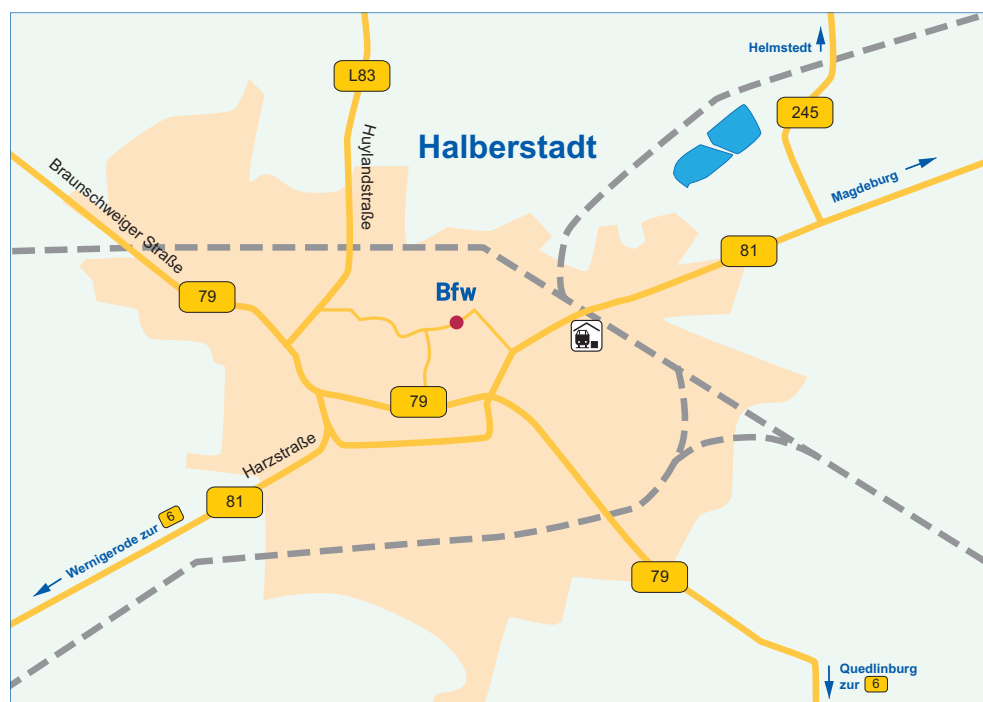 Helmstedt
L83
245
Halberstadt
Huylandstraße
Braunschweiger Straße
Magdeburg
81
79
Bfw
79
Harzstraße
81
Wernigerode zur 6
79
Quedlinburg
zur 6